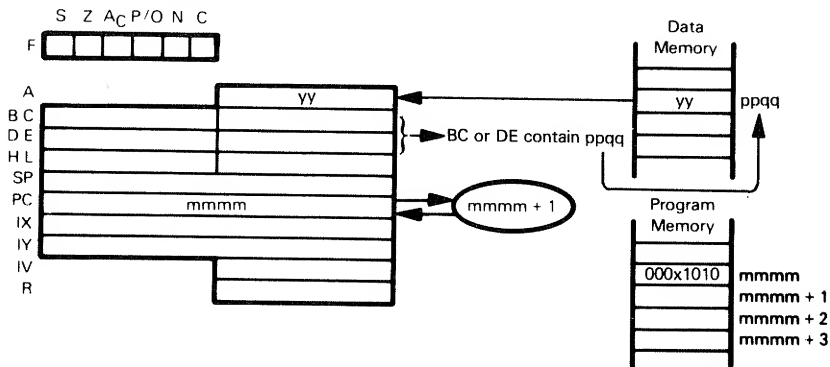 S Z AC P/O N C
F
Data
Memory
A
yy
yy
ppqq
B C
D E
BC or DE contain ppqq
H L
SP
PC
mmmm
mmmm + 1
Program
Memory
IX
IY
IV
000x1010
mmmm
R
mmmm + 1
mmmm + 2
mmmm + 3